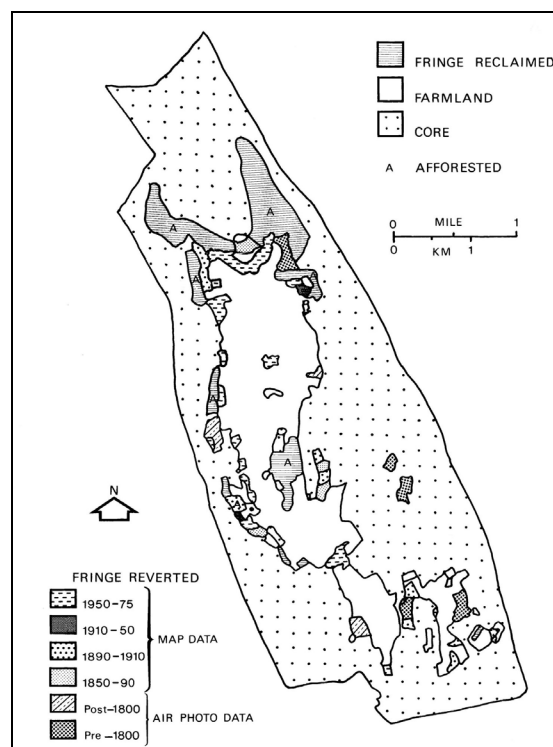 FRINGE RECLAIMED
FARMLAND
CORE
A AFFORESTED
0 MILE 1
0 KM 1
A
A
A
A
A
N
FRINGE REVERTED
1950-75
1910-50
1890-1910
1850-90
MAP DATA
Post-1800
Pre-1800
AIR PHOTO DATA